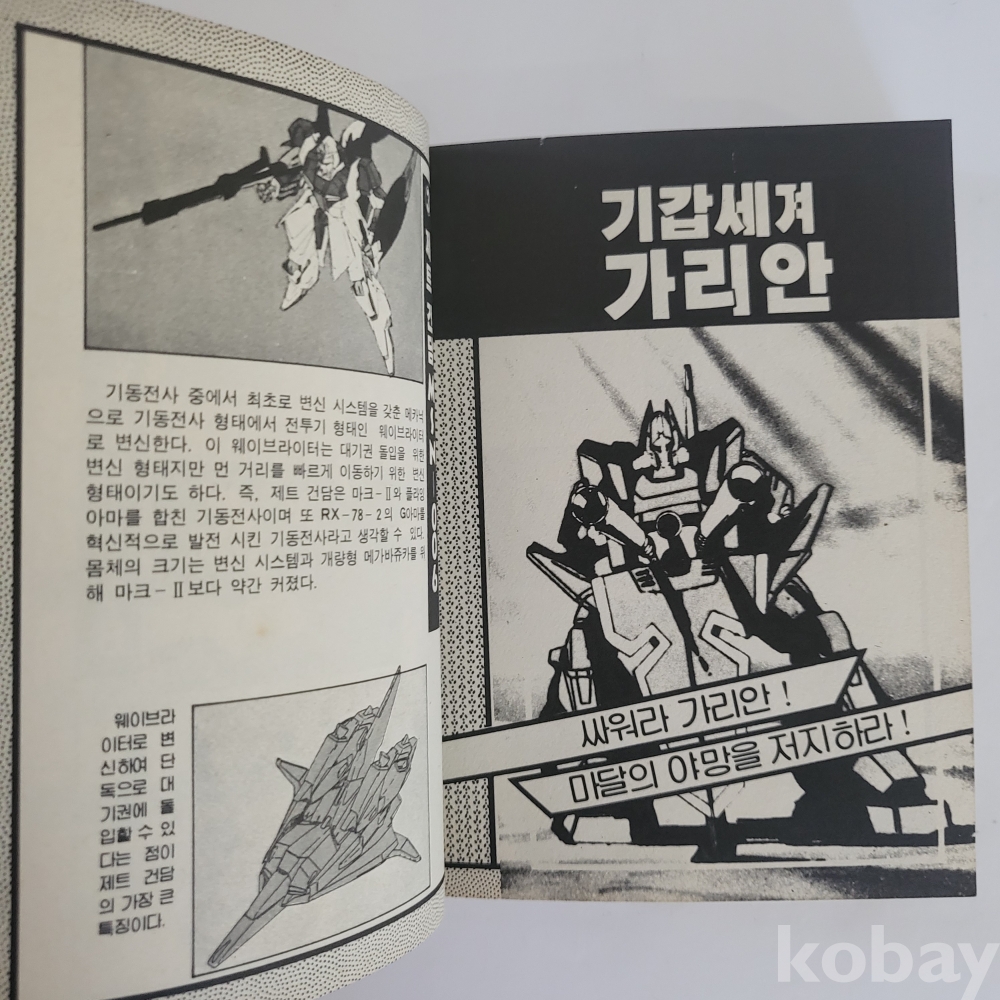 기동전사 중에서 최초로 변신 시스템을 갖춘 메카닉
으로 기동전사 형태에서 전투기 형태인 웨이브라이터
로 변신한다. 이 웨이브라이터는 대기권 돌입을 위한
변신 형태지만 먼 거리를 빠르게 이동하기 위한 변신
형태이기도 하다. 즉, 제트 건담은 마크-Ⅱ와 플라잉
아마를 합친 기동전사이며 또 RX-78-2의 G아마를
혁신적으로 발전 시킨 기동전사라고 생각할 수 있다.
몸체의 크기는 변신 시스템과 개량형 메가바쥬카를 위
해 마크-Ⅱ보다 약간 커졌다.
웨이브라
이터로 변
신하여 단
독으로 대
기권에 돌
입할 수 있
다는 점이
제트 건담
의 가장 큰
특징이다.
기갑세져
가리안
싸워라 가리안!
마달의 야망을 저지하라!
kobay